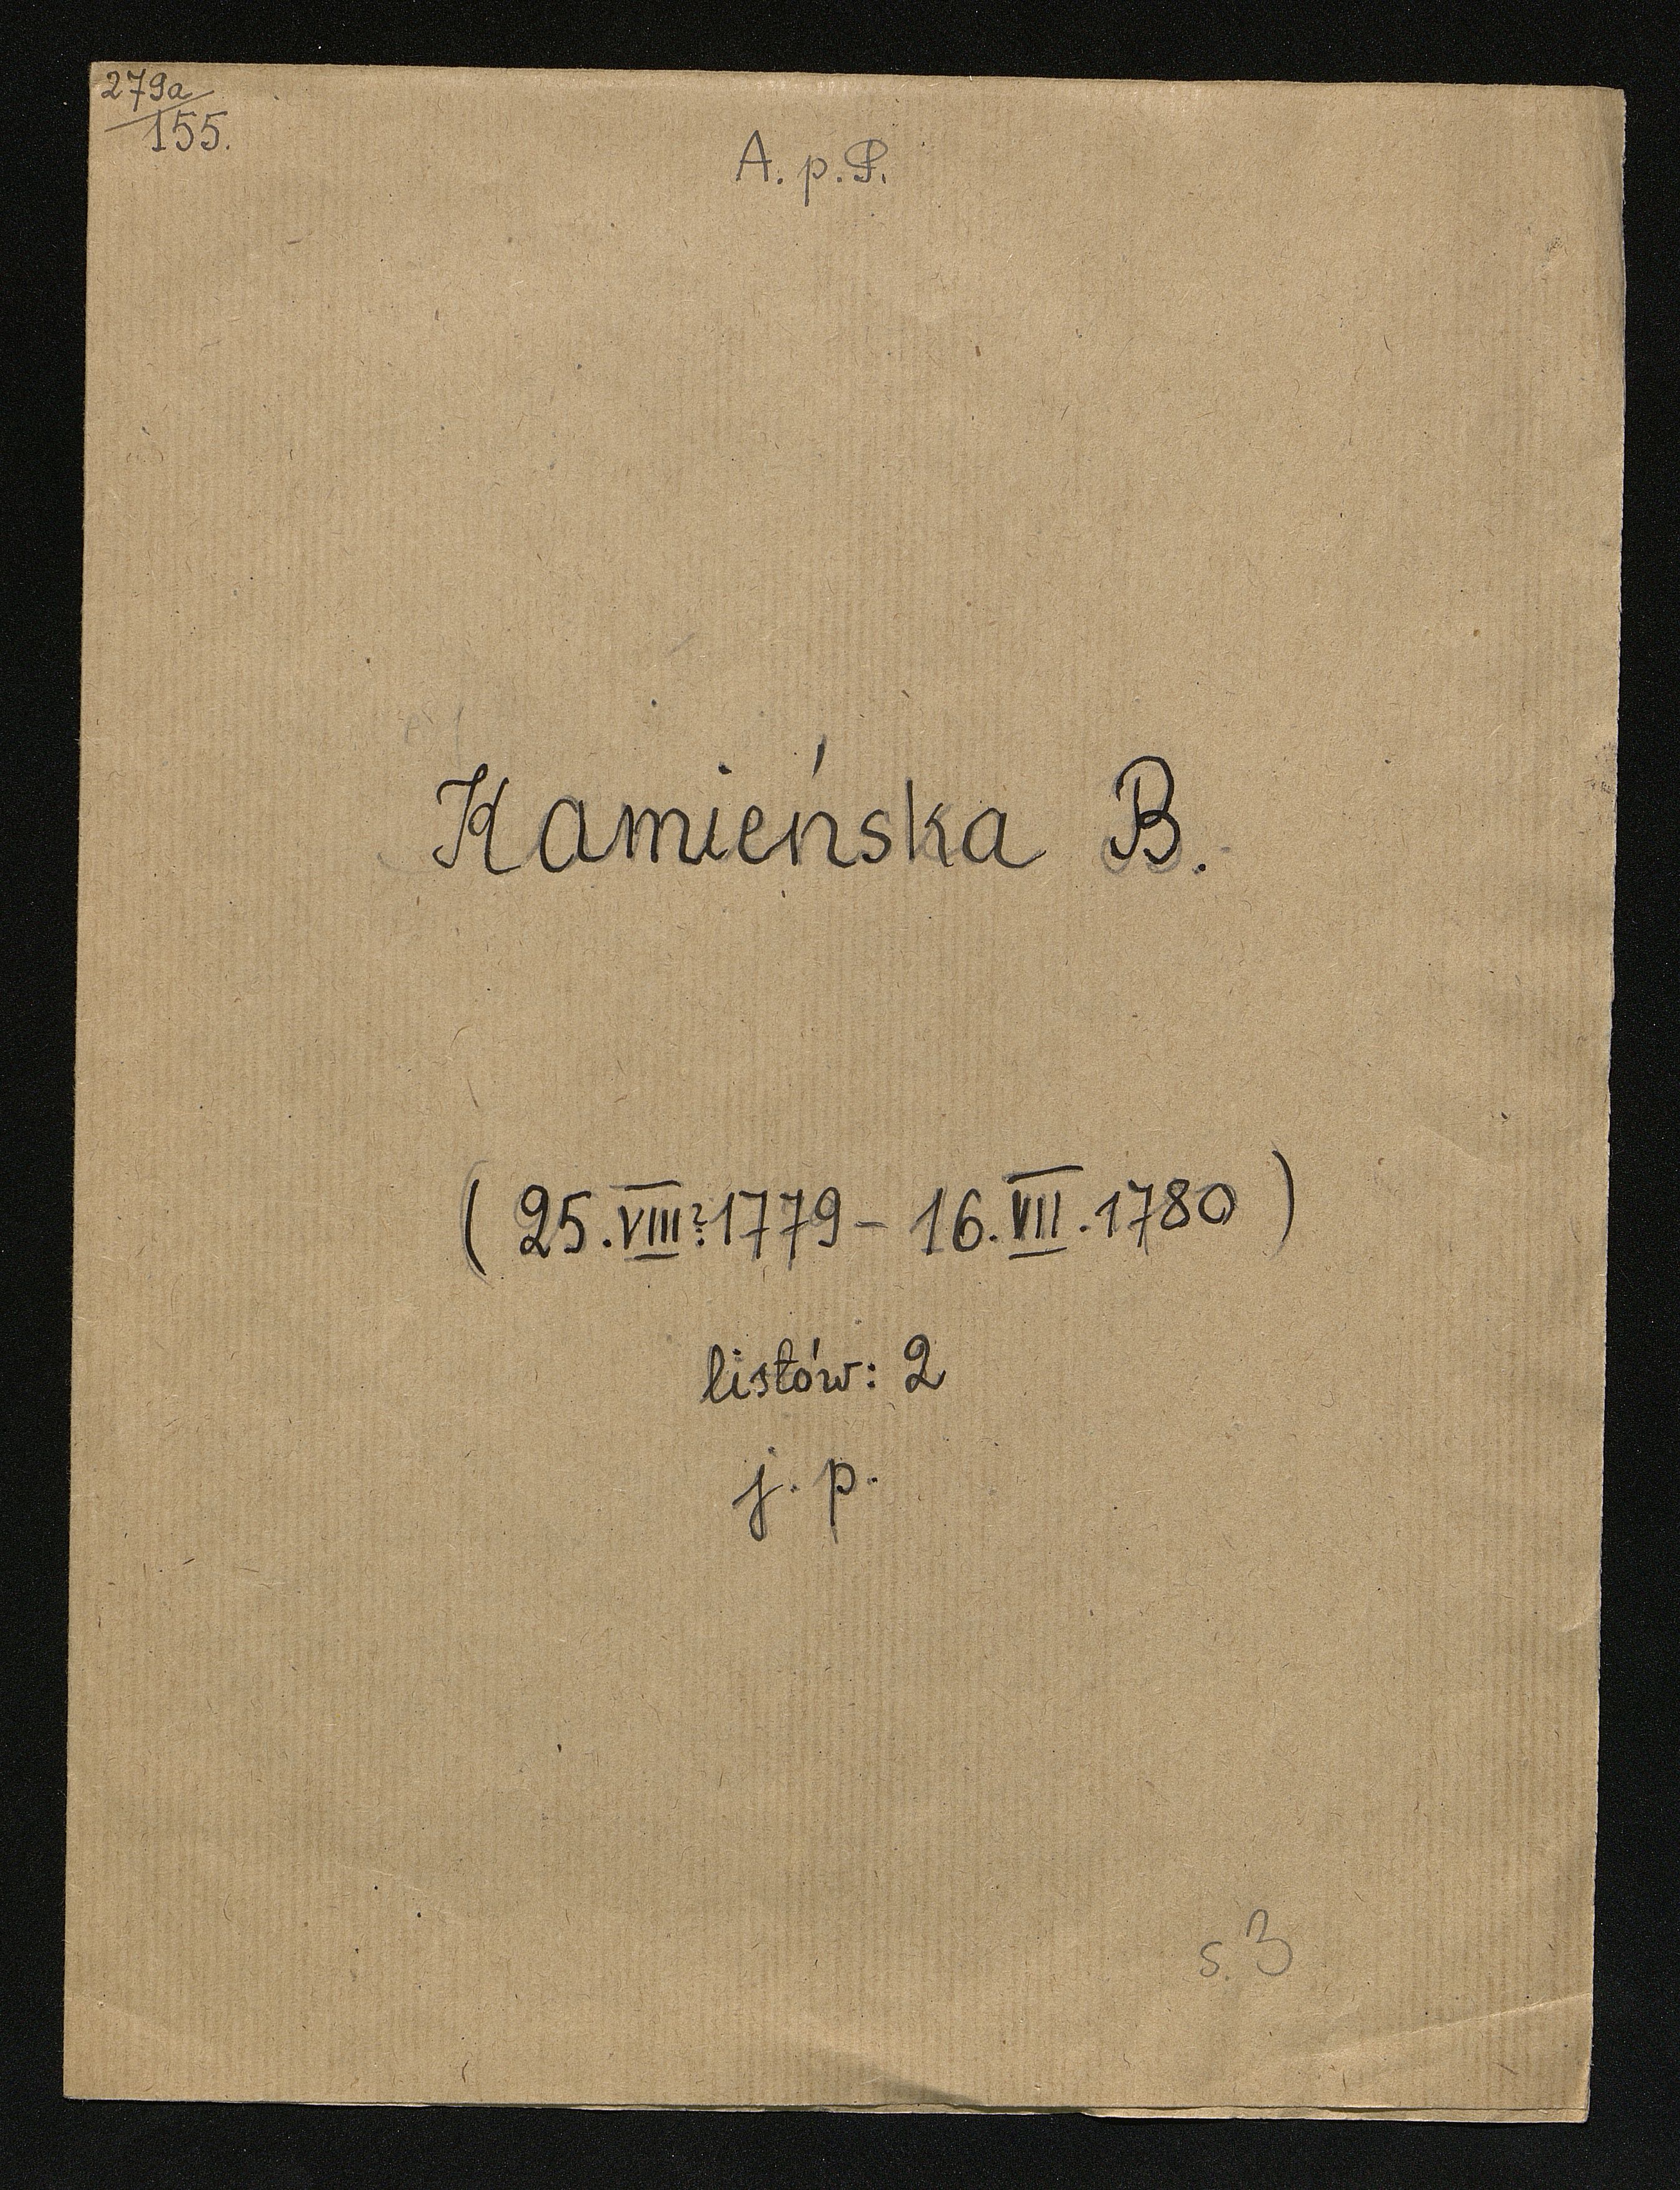 279a/155.
A. p. P.
Kamieńska B.
( 25.VIII?1779 – 16.VII.1780 )
listów: 2
j. p.
s. 3